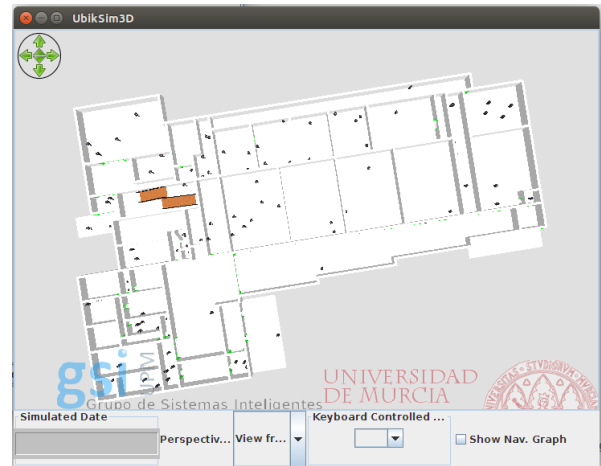 UbikSim3D
gsi
UPM
UNIVERSIDAD
DE MURCIA
Grupo de Sistemas Inteligentes
Simulated Date
Keyboard Controlled ...
Perspectiv...
View fr...
Show Nav. Graph